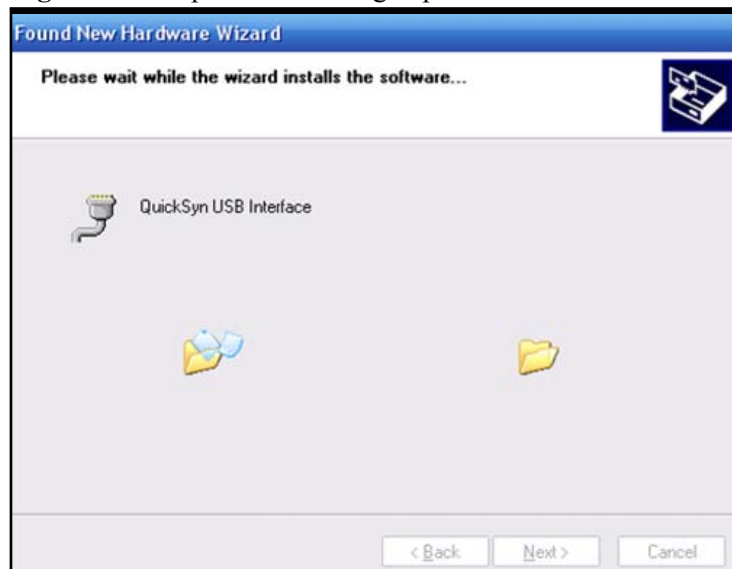 Found New Hardware Wizard
Please wait while the wizard installs the software...
QuickSyn USB Interface
< Back Next > Cancel